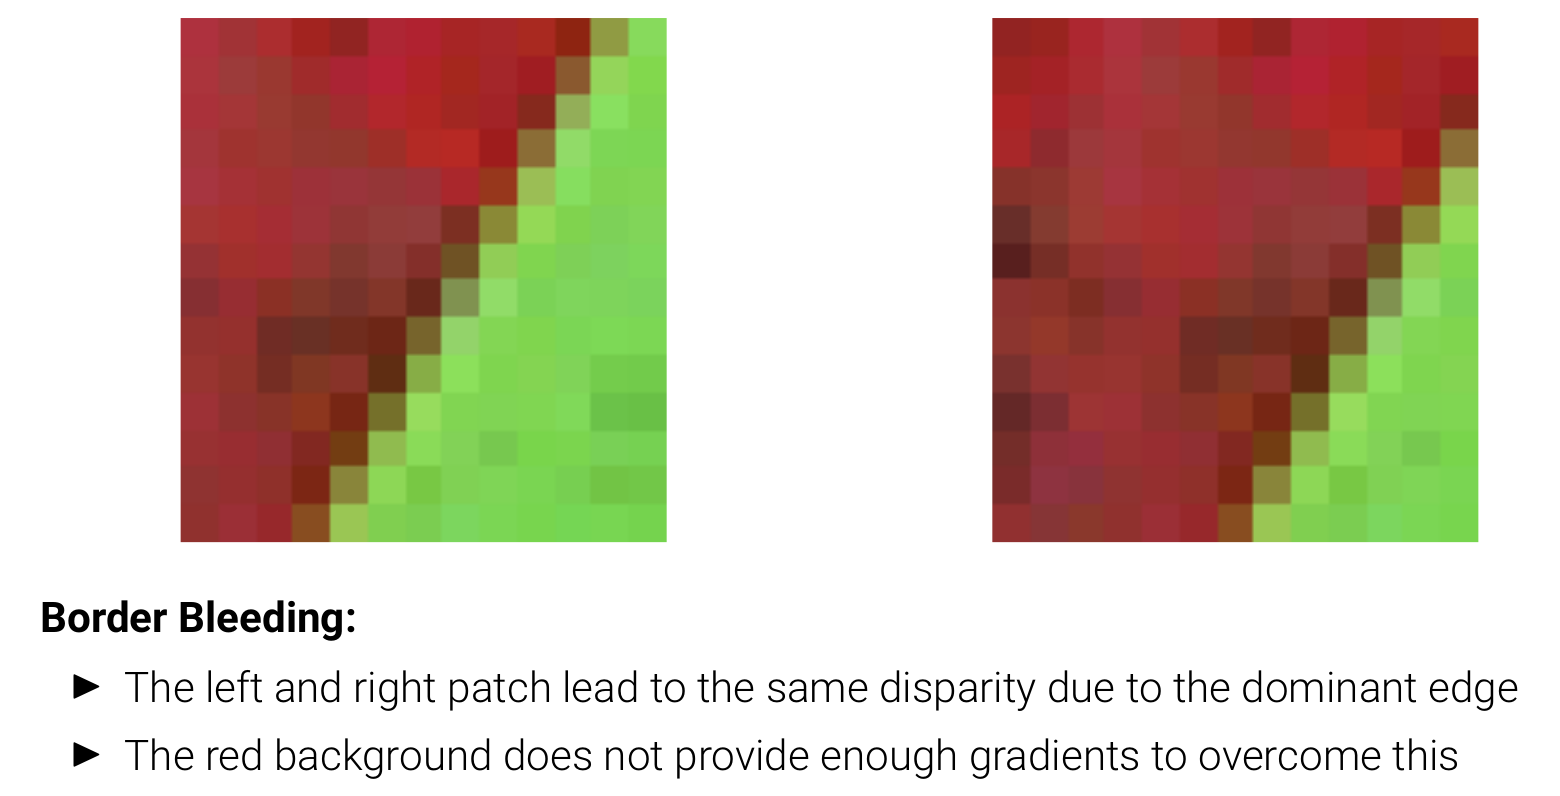 Border Bleeding:
► The left and right patch lead to the same disparity due to the dominant edge
► The red background does not provide enough gradients to overcome this